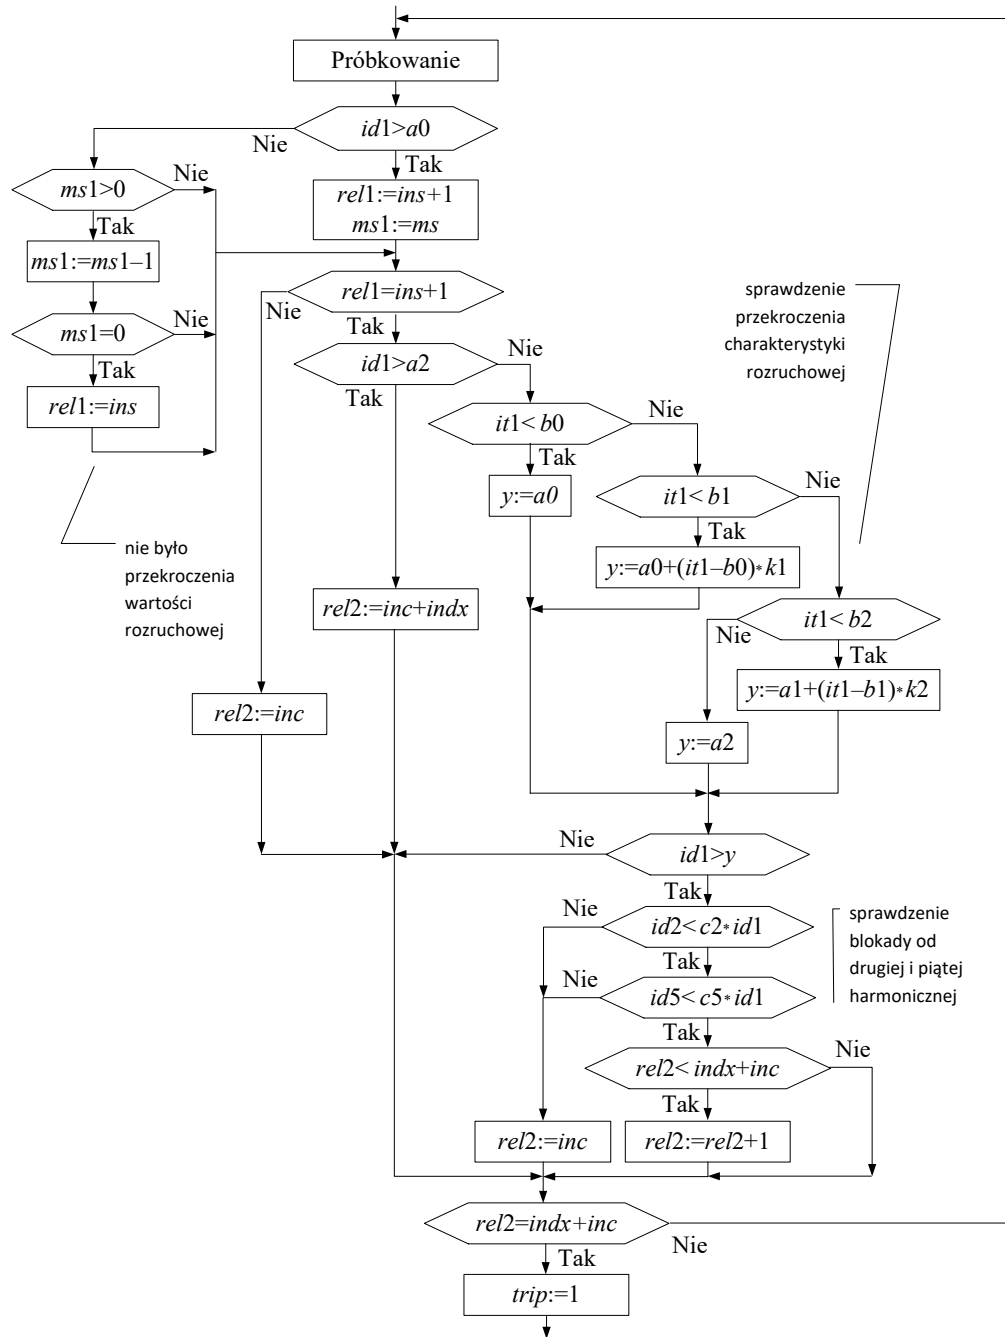 Próbkowanie
id1>a0
Nie
Tak
ms1>0
Nie
rel1:=ins+1
ms1:=ms
Tak
ms1:=ms1–1
rel1=ins+1
Nie
Tak
sprawdzenie
przekroczenia
charakterystyki
rozruchowej
ms1=0
Nie
Tak
id1>a2
Nie
Tak
rel1:=ins
it1<b0
Nie
Tak
y:=a0
it1<b1
Nie
Tak
nie było
przekroczenia
wartości
rozruchowej
y:=a0+(it1–b0)*k1
rel2:=inc+indx
it1<b2
Nie
Tak
y:=a1+(it1–b1)*k2
rel2:=inc
y:=a2
id1>y
Nie
Tak
id2<c2*id1
Nie
Tak
sprawdzenie
blokady od
drugiej i piątej
harmonicznej
id5<c5*id1
Nie
Tak
rel2<indx+inc
Nie
Tak
rel2:=inc
rel2:=rel2+1
rel2=indx+inc
Nie
Tak
trip:=1